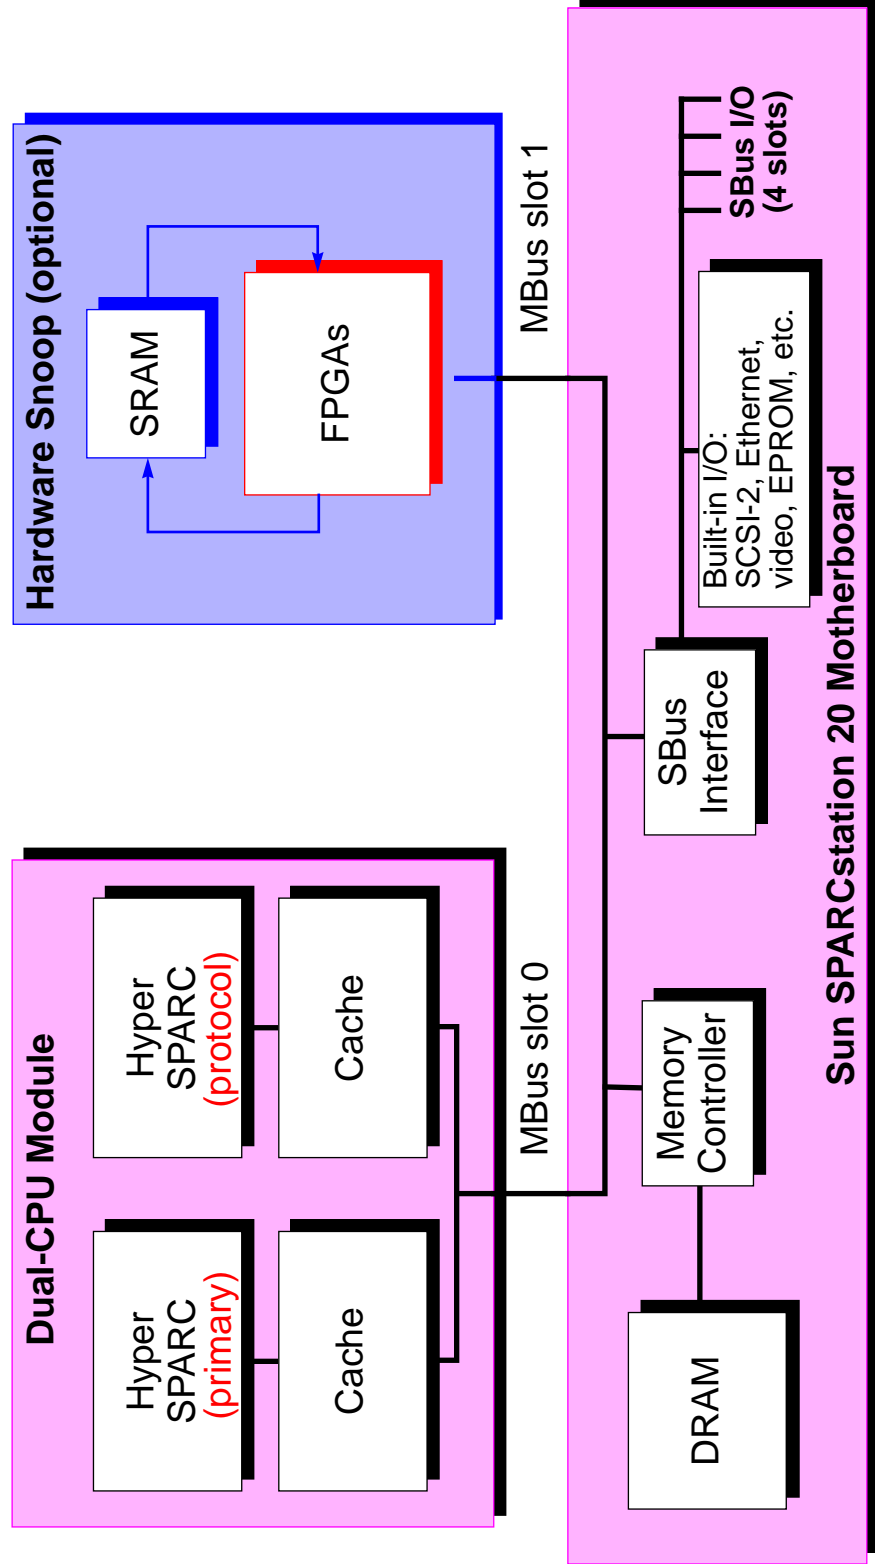 Dual-CPU Module
Hyper
SPARC
(primary)
Cache
Hyper
SPARC
(protocol)
Cache
MBus slot 0
Hardware Snoop (optional)
SRAM
FPGAs
MBus slot 1
DRAM
Memory
Controller
SBus
Interface
Built-in I/O:
SCSI-2, Ethernet,
video, EPROM, etc.
SBus I/O
(4 slots)
Sun SPARCstation 20 Motherboard